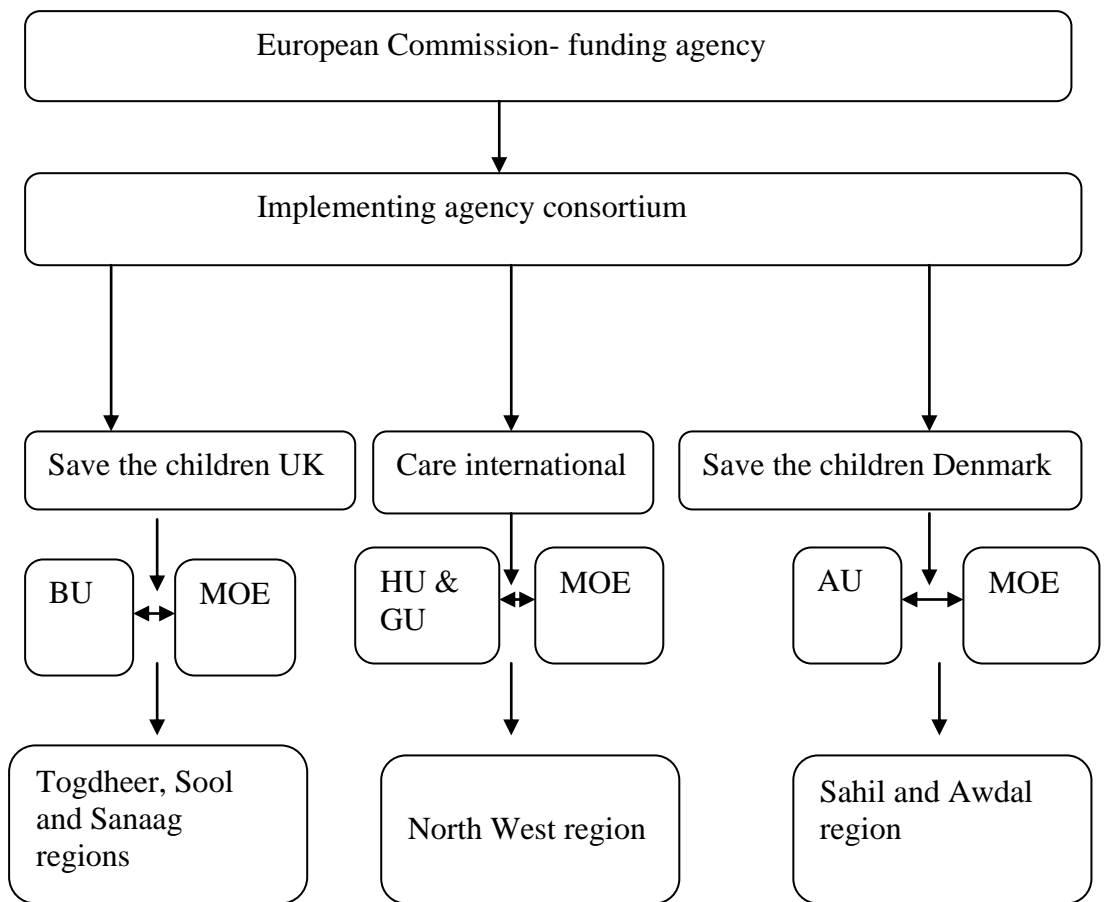 European Commission- funding agency
Implementing agency consortium
Save the children UK
Care international
Save the children Denmark
BU
MOE
HU &
GU
MOE
AU
MOE
Togdheer, Sool
and Sanaag
regions
North West region
Sahil and Awdal
region